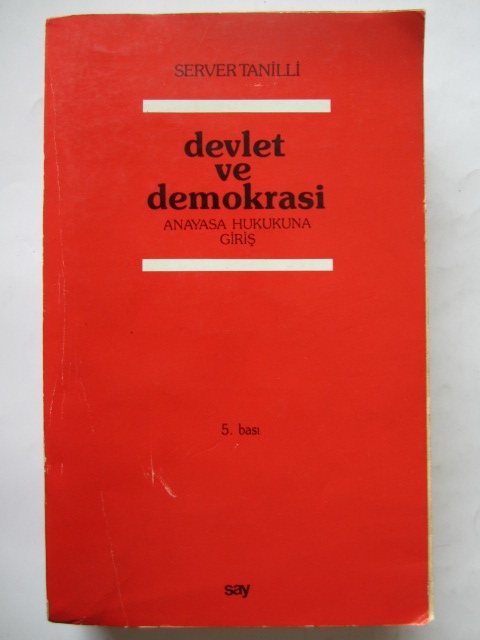 SERVER TANİLLİ
devlet
ve
demokrasi
ANAYASA HUKUKUNA
GİRİŞ
5. bası
say